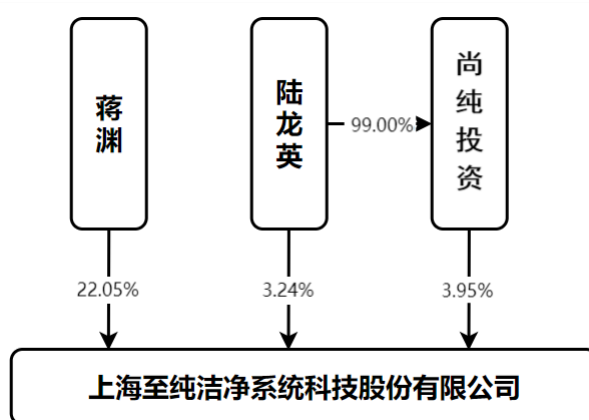 蒋渊
陆龙英
尚纯投资
99.00%
22.05%
3.24%
3.95%
上海至纯洁净系统科技股份有限公司